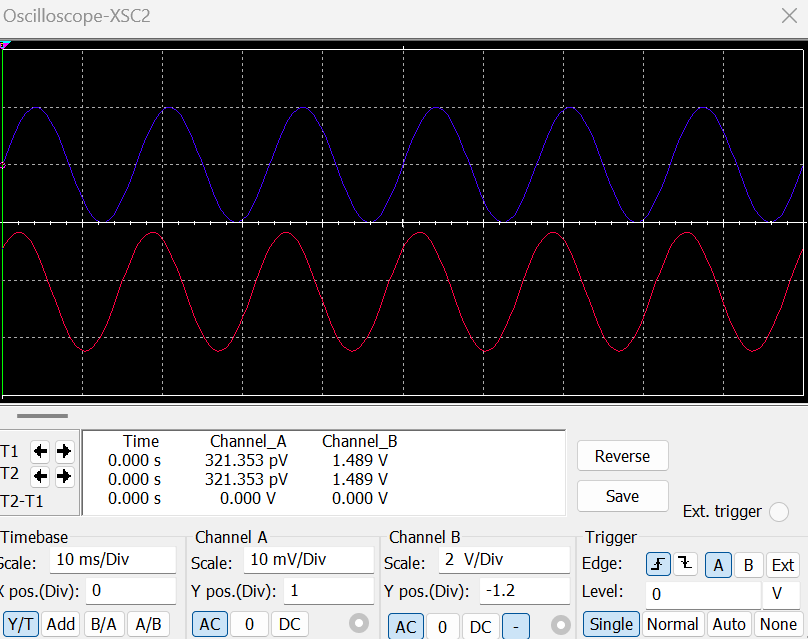 Oscilloscope-XSC2
Time Channel_A Channel_B
T1 0.000 s 321.353 pV 1.489 V
T2 0.000 s 321.353 pV 1.489 V
T2-T1 0.000 s 0.000 V 0.000 V
Reverse
Save
Ext. trigger
Timebase
Scale: 10 ms/Div
X pos.(Div): 0
Y/T Add B/A A/B
Channel A
Scale: 10 mV/Div
Y pos.(Div): 1
AC 0 DC
Channel B
Scale: 2 V/Div
Y pos.(Div): -1.2
AC 0 DC -
Trigger
Edge: A B Ext
Level: 0 V
Single Normal Auto None